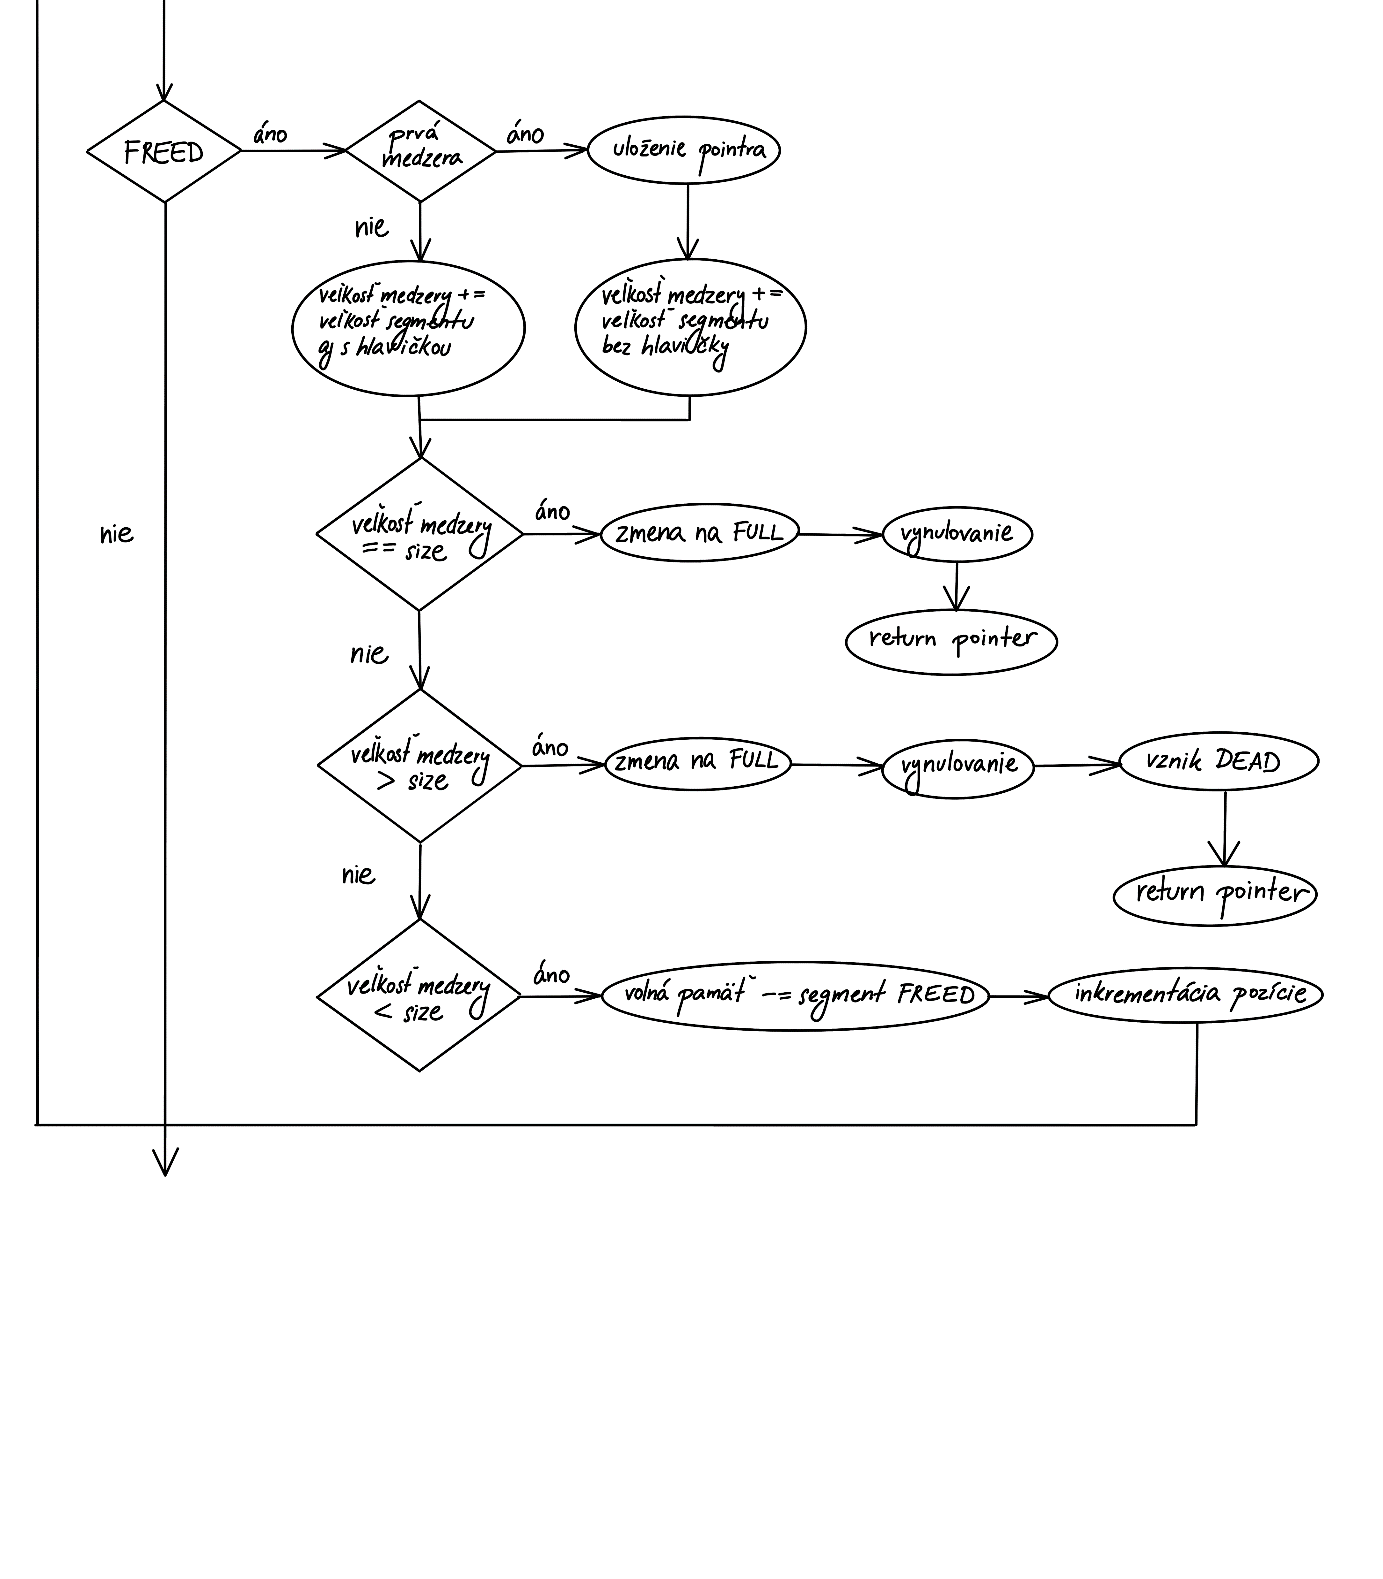 FREED
áno
prvá
medzera
áno
uloženie pointra
nie
veľkosť medzery +=
veľkosť segmentu
aj s hlavičkou
veľkosť medzery +=
veľkosť segmentu
bez hlavičky
nie
veľkosť medzery
== size
áno
zmena na FULL
vynulovanie
return pointer
nie
veľkosť medzery
> size
áno
zmena na FULL
vynulovanie
vznik DEAD
return pointer
nie
veľkosť medzery
< size
áno
volná pamäť -= segment FREED
inkrementácia pozície